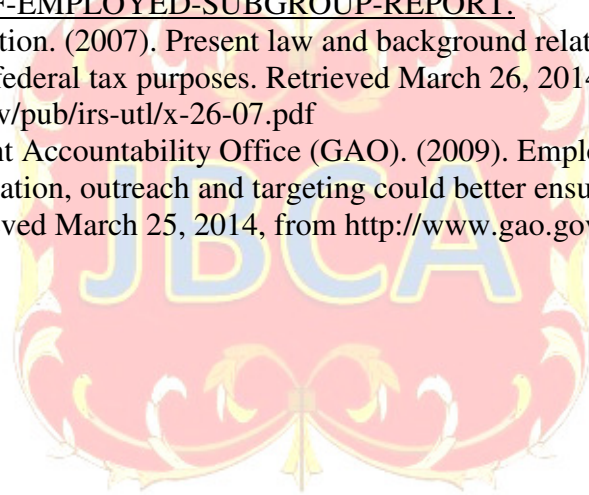 F-EMPLOYED-SUBGROUP-REPORT.
tion. (2007). Present law and background relat
federal tax purposes. Retrieved March 26, 2014
v/pub/irs-utl/x-26-07.pdf
nt Accountability Office (GAO). (2009). Emplo
ation, outreach and targeting could better ensu
ved March 25, 2014, from http://www.gao.gov
JBCA